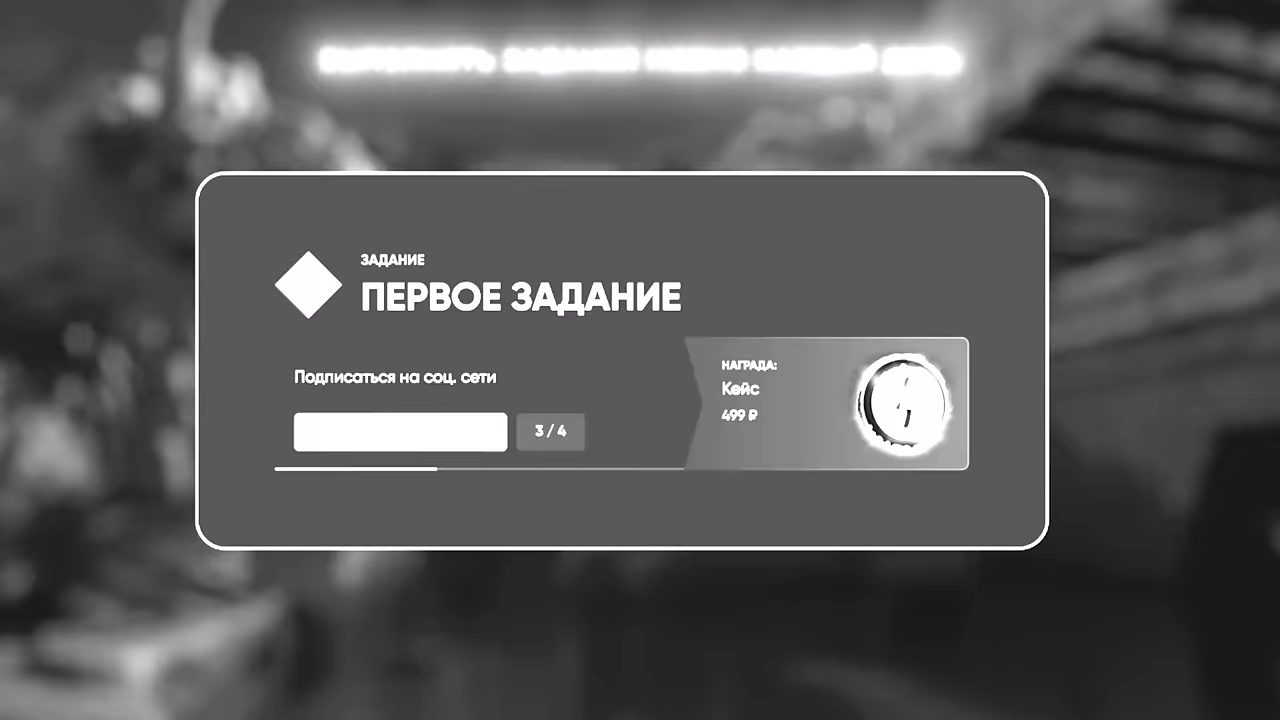 ЗАДАНИЕ
ПЕРВОЕ ЗАДАНИЕ
Подписаться на соц. сети
3 / 4
НАГРАДА:
Кейс
499 ₽